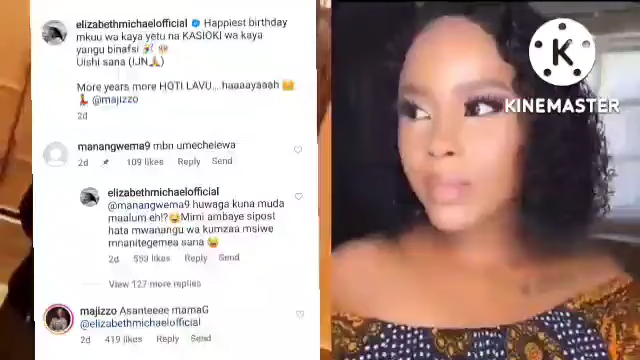 elizabethmichaelofficial Happiest birthday
mkuu wa kaya yetu na KASIOKI wa kaya
yangu binafsi 🎉 👐
Uishi sana (IJN🙏)
More years more HOTI LAVU....haaaayaaah 😊
💃 @majizzo
2d
manangwema9 mbn umechelewa
2d 109 likes Reply Send
elizabethmichaelofficial
@manangwema9 huwaga kuna muda
maalum eh!?😂Mimi ambaye sipost
hata mwanangu wa kumzaa msiwe
mnanitegemea sana 😂
2d 553 likes Reply Send
View 127 more replies
majizzo Asanteeee mamaG
@elizabethmichaelofficial
2d 419 likes Reply Send
K
KINEMASTER